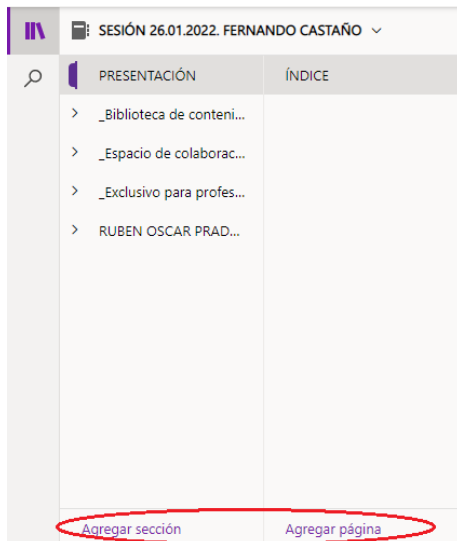 SESIÓN 26.01.2022. FERNANDO CASTAÑO
PRESENTACIÓN
ÍNDICE
_Biblioteca de conteni...
_Espacio de colaborac...
_Exclusivo para profes...
RUBEN OSCAR PRAD...
Agregar sección
Agregar página